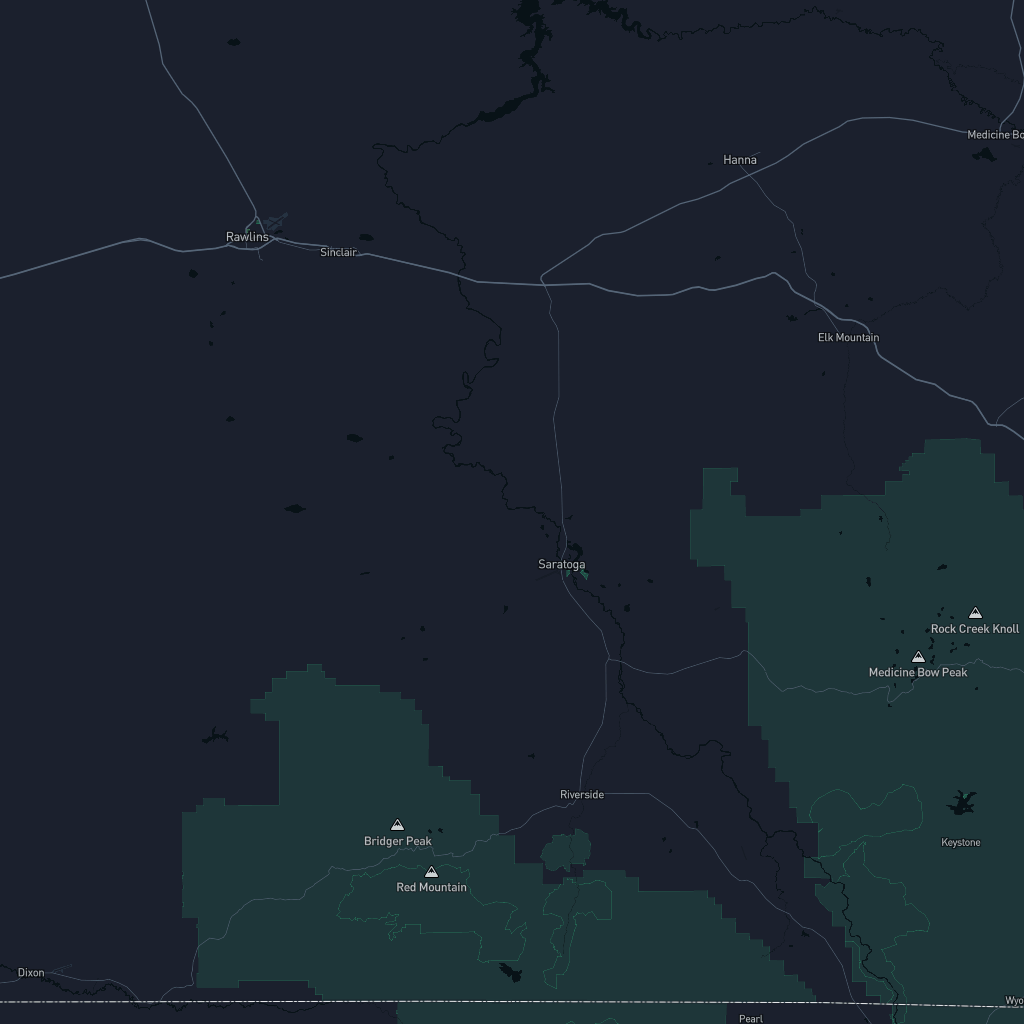 Medicine Bo
Hanna
Rawlins
Sinclair
Elk Mountain
Saratoga
Rock Creek Knoll
Medicine Bow Peak
Riverside
Bridger Peak
Keystone
Red Mountain
Dixon
Wyo
Pearl